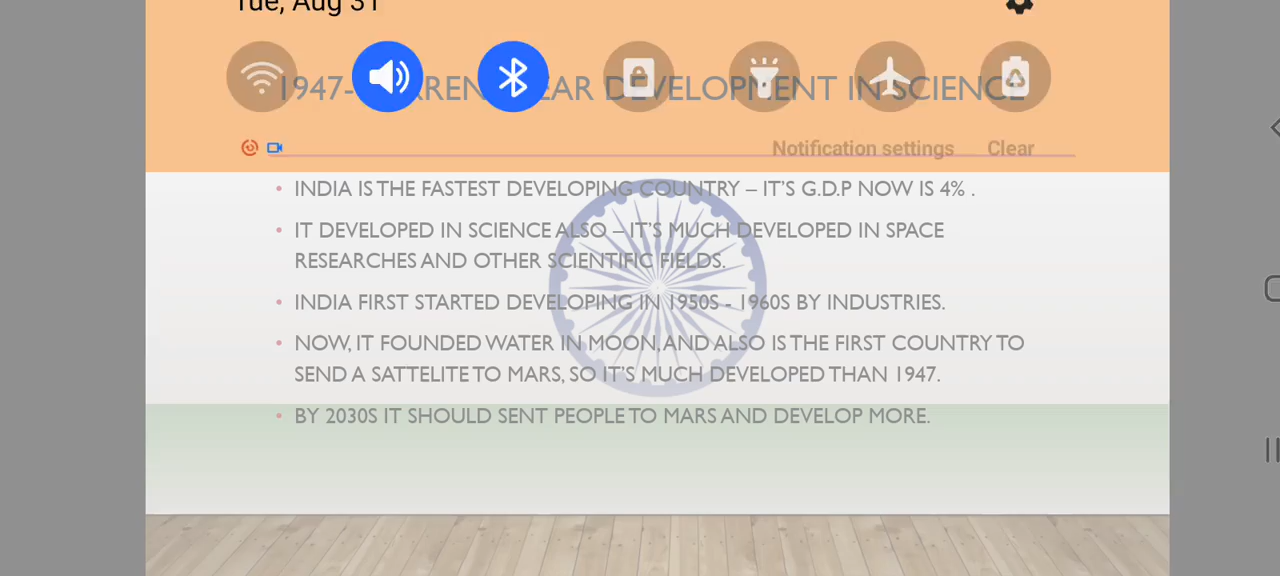 Tue, Aug 31
1947- CURRENT YEAR DEVELOPMENT IN SCIENCE
Notification settings Clear
• INDIA IS THE FASTEST DEVELOPING COUNTRY – IT'S G.D.P NOW IS 4% .
• IT DEVELOPED IN SCIENCE ALSO – IT'S MUCH DEVELOPED IN SPACE
RESEARCHES AND OTHER SCIENTIFIC FIELDS.
• INDIA FIRST STARTED DEVELOPING IN 1950S - 1960S BY INDUSTRIES.
• NOW, IT FOUNDED WATER IN MOON, AND ALSO IS THE FIRST COUNTRY TO
SEND A SATTELITE TO MARS, SO IT'S MUCH DEVELOPED THAN 1947.
• BY 2030S IT SHOULD SENT PEOPLE TO MARS AND DEVELOP MORE.